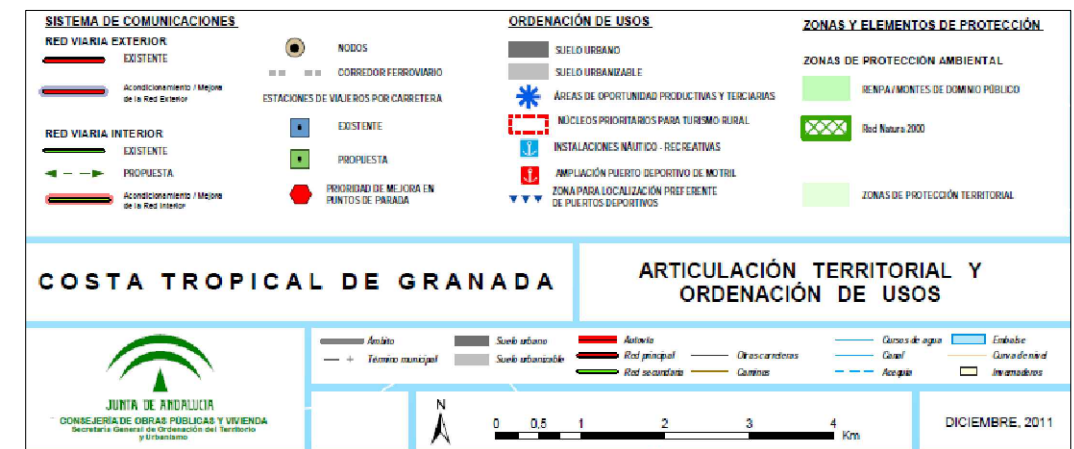 SISTEMA DE COMUNICACIONES
RED VIARIA EXTERIOR
EXISTENTE
Acondicionamiento / Mejora
de la Red Exterior
RED VIARIA INTERIOR
EXISTENTE
PROPUESTA
Acondicionamiento / Mejora
de la Red Interior
NODOS
CORREDOR FERROVIARIO
ESTACIONES DE VIAJEROS POR CARRETERA
EXISTENTE
PROPUESTA
PRIORIDAD DE MEJORA EN
PUNTOS DE PARADA
ORDENACIÓN DE USOS
SUELO URBANO
SUELO URBANIZABLE
ÁREAS DE OPORTUNIDAD PRODUCTIVAS Y TERCIARIAS
NÚCLEOS PRIORITARIOS PARA TURISMO RURAL
INSTALACIONES NÁUTICO - RECREATIVAS
AMPLIACIÓN PUERTO DEPORTIVO DE MOTRIL
ZONA PARA LOCALIZACIÓN PREFERENTE
DE PUERTOS DEPORTIVOS
ZONAS Y ELEMENTOS DE PROTECCIÓN
ZONAS DE PROTECCIÓN AMBIENTAL
RENPA/MONTES DE DOMINIO PÚBLICO
Red Natura 2000
ZONAS DE PROTECCIÓN TERRITORIAL
COSTA TROPICAL DE GRANADA
ARTICULACIÓN TERRITORIAL Y
ORDENACIÓN DE USOS
JUNTA DE ANDALUCIA
CONSEJERÍA DE OBRAS PÚBLICAS Y VIVIENDA
Secretaría General de Ordenación del Territorio
y Urbanismo
Ámbito
Término municipal
Suelo urbano
Suelo urbanizable
Autovía
Red principal
Red secundaria
Otras carreteras
Caminos
Cursos de agua
Canal
Acequia
Embalse
Curva de nivel
Invernaderos
N
0 0,5 1 2 3 4
Km
DICIEMBRE, 2011